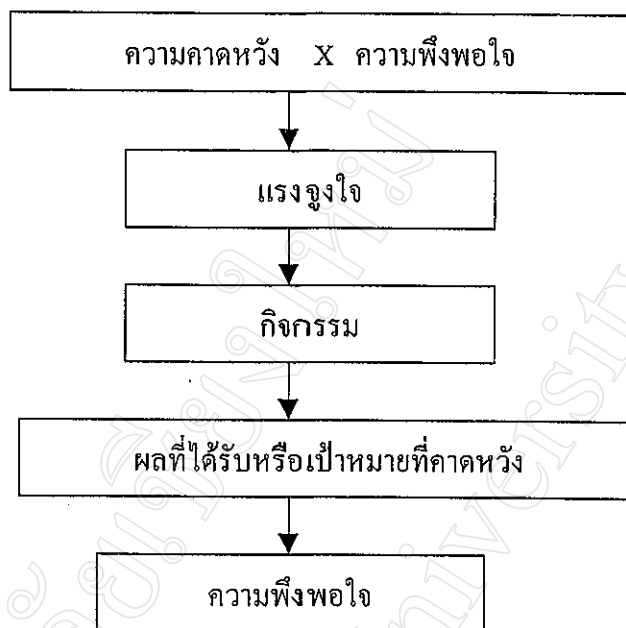 ความคาดหวัง X ความพึงพอใจ
แรงจูงใจ
กิจกรรม
ผลที่ได้รับหรือเป้าหมายที่คาดหวัง
ความพึงพอใจ